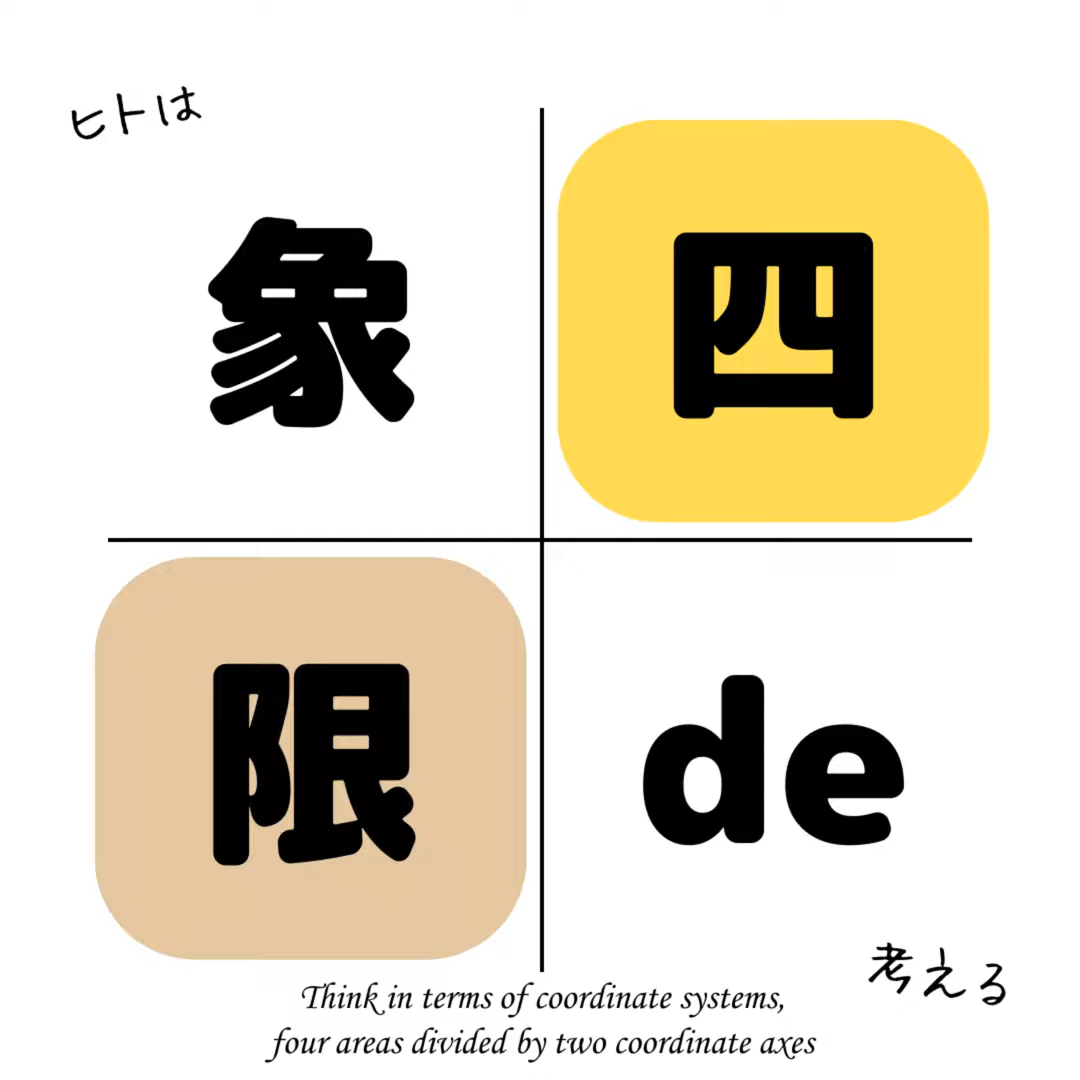 ヒトは
四
象
限
de
考える
Think in terms of coordinate systems,
four areas divided by two coordinate axes